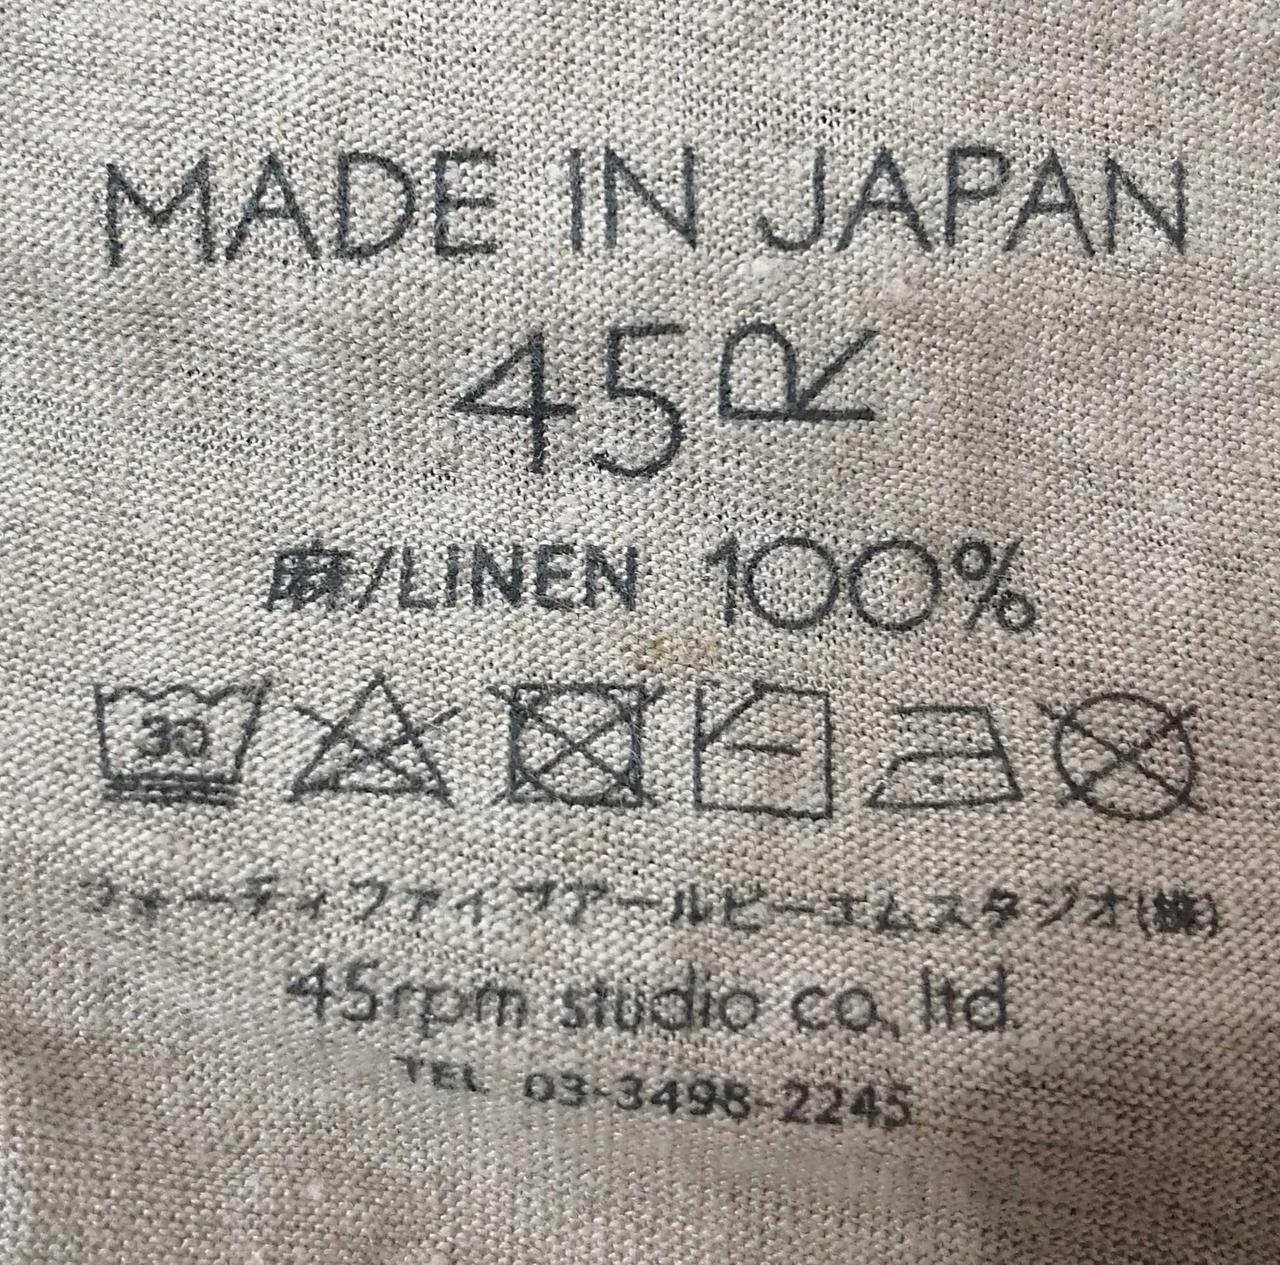 MADE IN JAPAN
45R
麻/LINEN 100%
30
フォーティファイブアールピーエムスタジオ(株)
45rpm studio co., ltd.
TEL 03-3498-2245